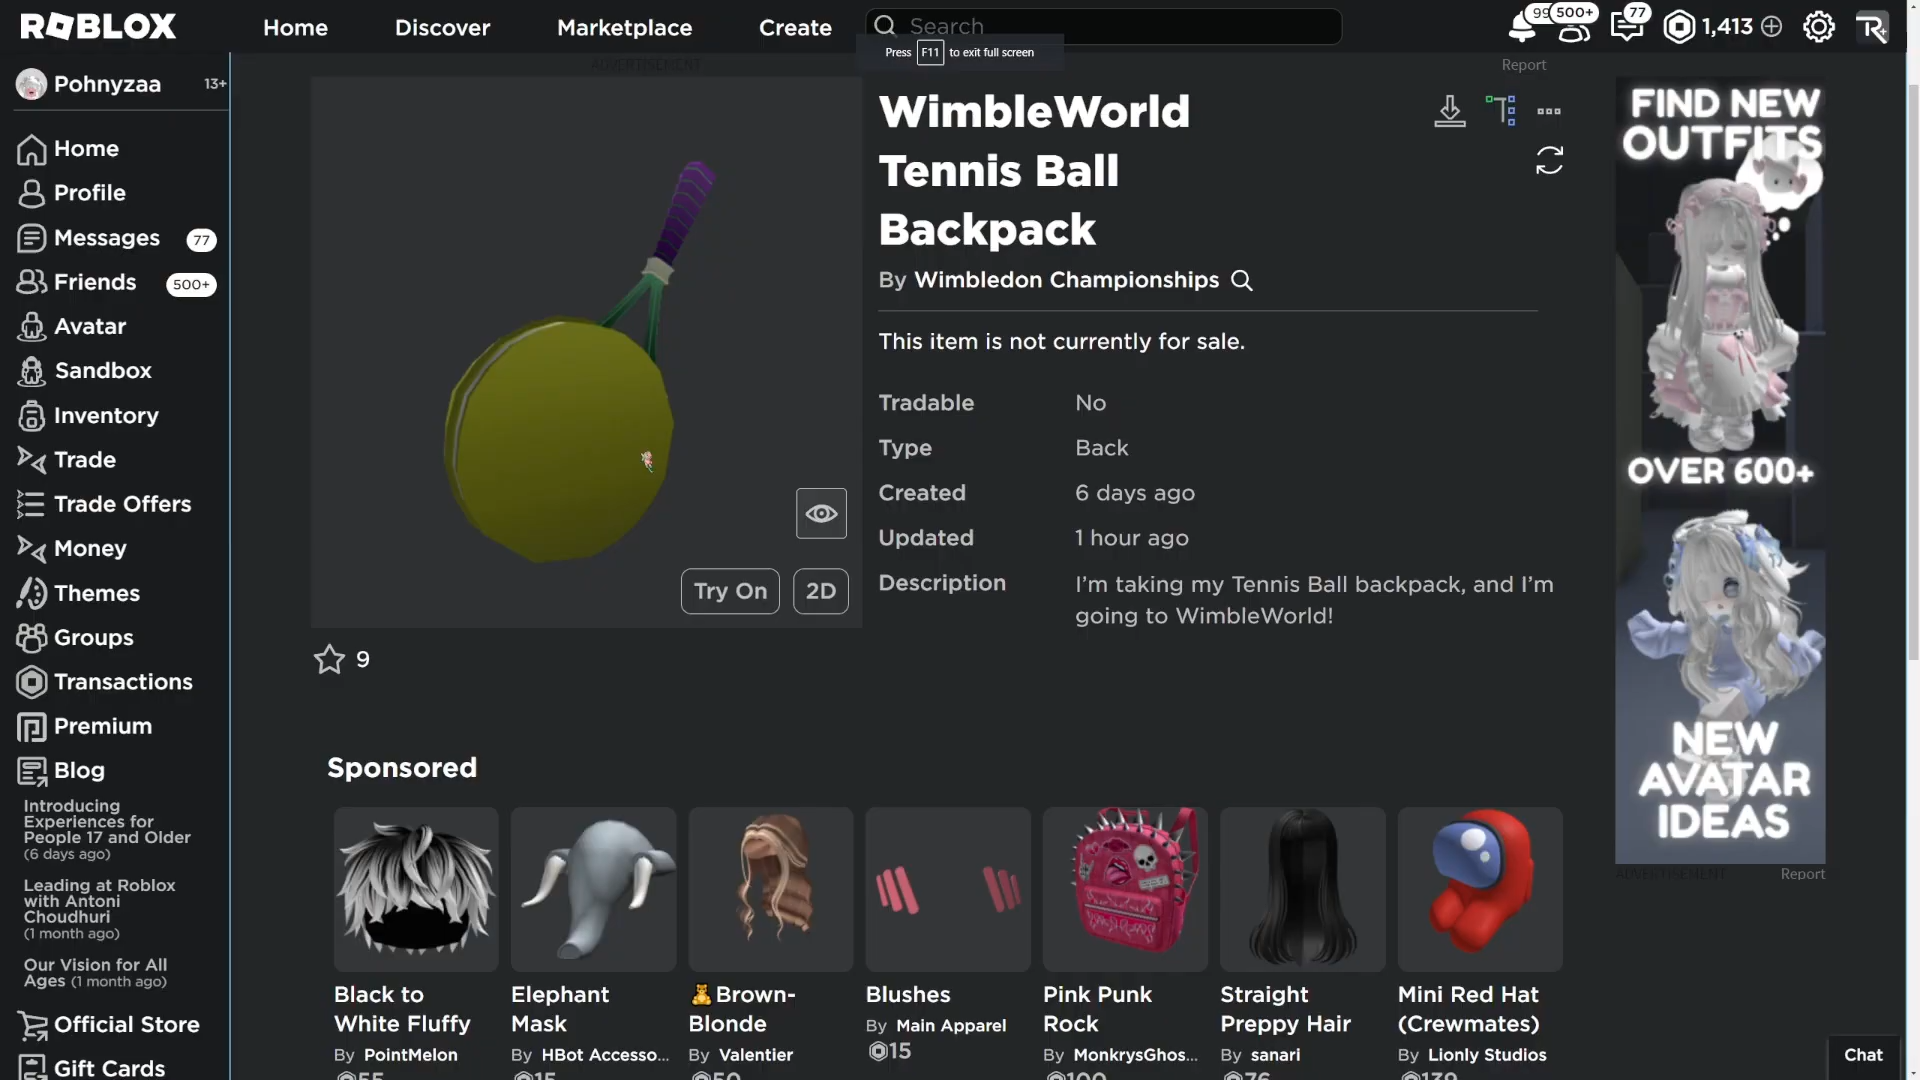 ROBLOX
Home
Discover
Marketplace
Create
Search
99
500+
77
1,413
Press F11 to exit full screen
ADVERTISEMENT
Report
Pohnyzaa
13+
Home
Profile
Messages
77
Friends
500+
Avatar
Sandbox
Inventory
Trade
Trade Offers
Money
Themes
Groups
Transactions
Premium
Blog
Introducing
Experiences for
People 17 and Older
(6 days ago)
Leading at Roblox
with Antoni
Choudhuri
(1 month ago)
Our Vision for All
Ages (1 month ago)
Official Store
Gift Cards
WimbleWorld
Tennis Ball
Backpack
By Wimbledon Championships
This item is not currently for sale.
Tradable No
Type Back
Created 6 days ago
Updated 1 hour ago
Description I’m taking my Tennis Ball backpack, and I’m
going to WimbleWorld!
Try On
2D
9
Sponsored
Black to
White Fluffy
By PointMelon
55
Elephant
Mask
By HBot Accesso...
15
🧸Brown-
Blonde
By Valentier
50
Blushes
By Main Apparel
15
Pink Punk
Rock
By MonkrysGhos...
100
Straight
Preppy Hair
By sanari
76
Mini Red Hat
(Crewmates)
By Lionly Studios
139
FIND NEW
OUTFITS
OVER 600+
NEW
AVATAR
IDEAS
ADVERTISEMENT
Report
Chat